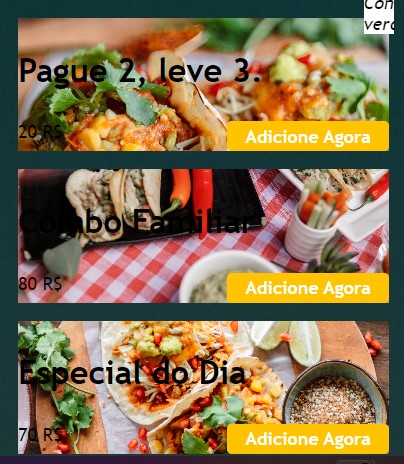 Con
verd
Pague 2, leve 3.
20 R$
Adicione Agora
Combo Familiar
80 R$
Adicione Agora
Especial do Dia
70 R$
Adicione Agora